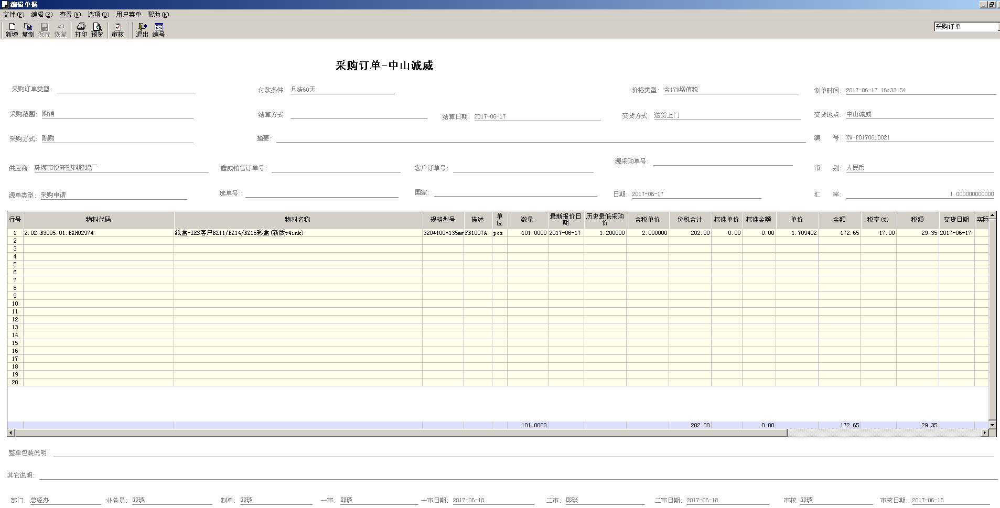 编辑单据
文件(F) 编辑(E) 查看(V) 选项(O) 用户菜单 帮助(H)
新增 复制 保存 恢复 打印 预览 审核 退出 编号 采购订单
采购订单-中山诚威
采购订单类型: 付款条件: 月结60天 价格类型: 含17%增值税 制单时间: 2017-06-17 16:33:54
采购范围: 购销 结算方式: 结算日期: 2017-06-17 交货方式: 送货上门 交货地点: 中山诚威
采购方式: 赊购 摘要: 编 号: XW-PO170610021
供应商: 珠海市悦轩塑料胶袋厂 鑫威销售订单号: 客户订单号: 源采购单号: 币 别: 人民币
源单类型: 采购申请 选单号: 国家: 日期: 2017-06-17 汇 率: 1.000000000000
行号 物料代码 物料名称 规格型号 描述 单位 数量 最新报价日期 历史最低采购价 含税单价 价税合计 标准单价 标准金额 单价 金额 税率(%) 税额 交货日期 实际
1 2.02.B3005.01.BXH02974 纸盒-IES客户BZ11/BZ14/BZ15彩盒(新版v4ink) 320*100*135mm FB1007A pcs 101.0000 2017-06-17 1.200000 2.000000 202.00 0.00 0.00 1.709402 172.65 17.00 29.35 2017-06-17
2
3
4
5
6
7
8
9
10
11
12
13
14
15
16
17
18
19
20
101.0000 202.00 0.00 172.65 29.35
整单包装说明:
其它说明:
部门: 总经办 业务员: 邱琰 制单: 邱琰 一审: 邱琰 一审日期: 2017-06-18 二审: 邱琰 二审日期: 2017-06-18 审核 邱琰 审核日期: 2017-06-18